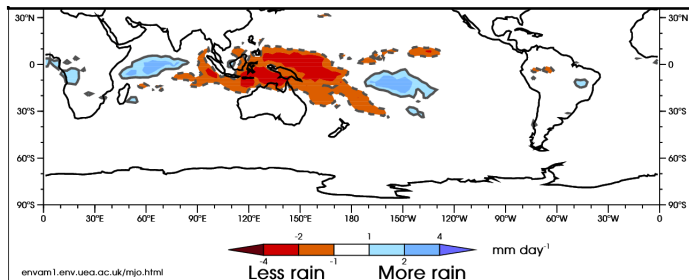 30°N
0
30°S
60°S
90°S
30°N
0
30°S
60°S
90°S
0 30°E 60°E 90°E 120°E 150°E 180 150°W 120°W 90°W 60°W 30°W 0
-2 1 4
-4 -1 2
mm day⁻¹
Less rain More rain
envam1.env.uea.ac.uk/mjo.html